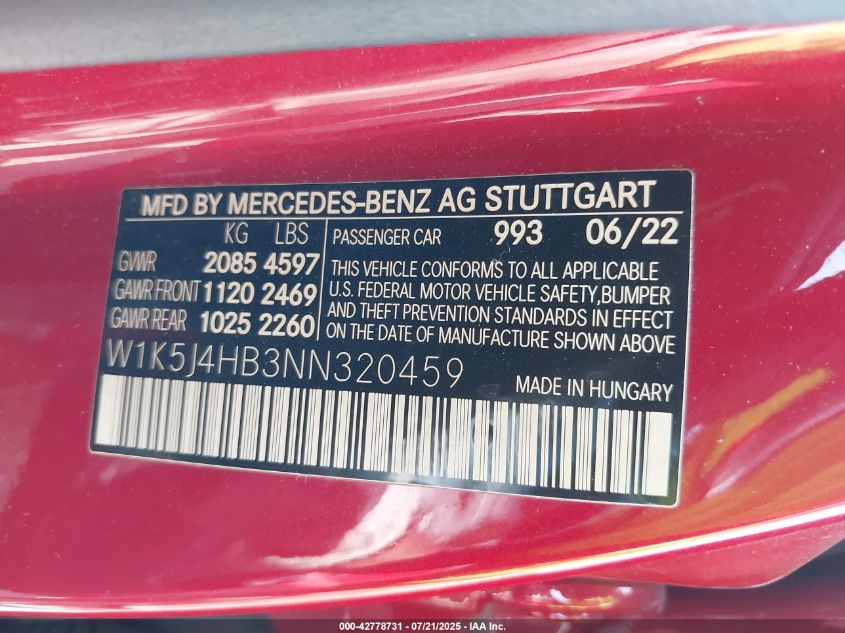 MFD BY MERCEDES-BENZ AG STUTTGART
KG LBS
GVWR 2085 4597
GAWR FRONT 1120 2469
GAWR REAR 1025 2260
PASSENGER CAR 993 06/22
THIS VEHICLE CONFORMS TO ALL APPLICABLE
U.S. FEDERAL MOTOR VEHICLE SAFETY,BUMPER
AND THEFT PREVENTION STANDARDS IN EFFECT
ON THE DATE OF MANUFACTURE SHOWN ABOVE.
W1K5J4HB3NN320459
MADE IN HUNGARY
000-42778731 - 07/21/2025 - IAA Inc.